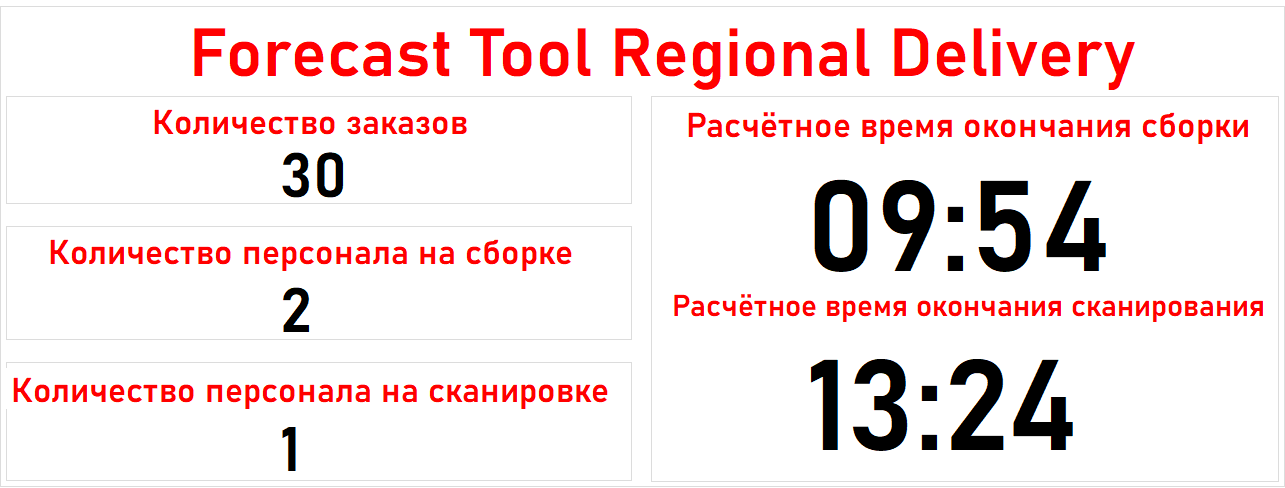 Forecast Tool Regional Delivery
Количество заказов
30
Количество персонала на сборке
2
Количество персонала на сканировке
1
Расчётное время окончания сборки
09:54
Расчётное время окончания сканирования
13:24